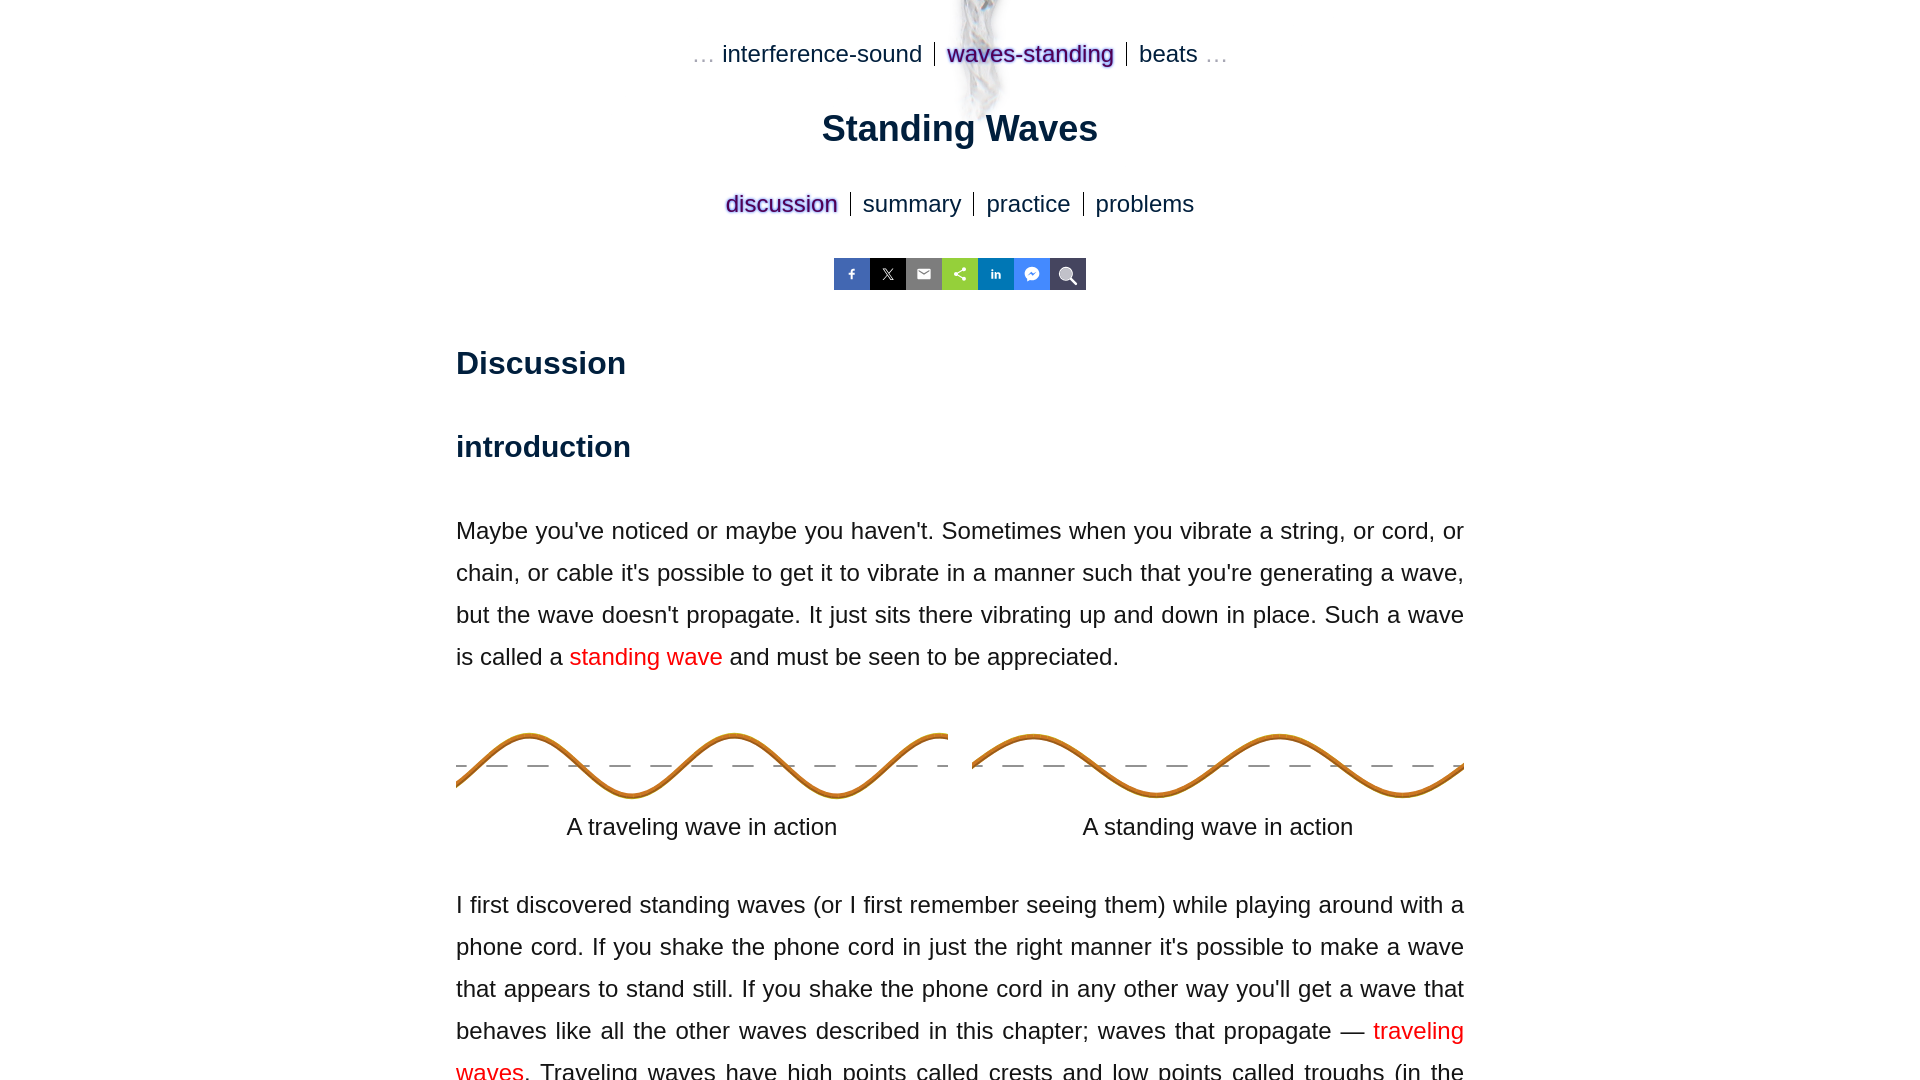 … interference-sound | waves-standing | beats …
Standing Waves
discussion | summary | practice | problems
Discussion
introduction
Maybe you've noticed or maybe you haven't. Sometimes when you vibrate a string, or cord, or
chain, or cable it's possible to get it to vibrate in a manner such that you're generating a wave,
but the wave doesn't propagate. It just sits there vibrating up and down in place. Such a wave
is called a standing wave and must be seen to be appreciated.
A traveling wave in action
A standing wave in action
I first discovered standing waves (or I first remember seeing them) while playing around with a
phone cord. If you shake the phone cord in just the right manner it's possible to make a wave
that appears to stand still. If you shake the phone cord in any other way you'll get a wave that
behaves like all the other waves described in this chapter; waves that propagate — traveling
waves. Traveling waves have high points called crests and low points called troughs (in the